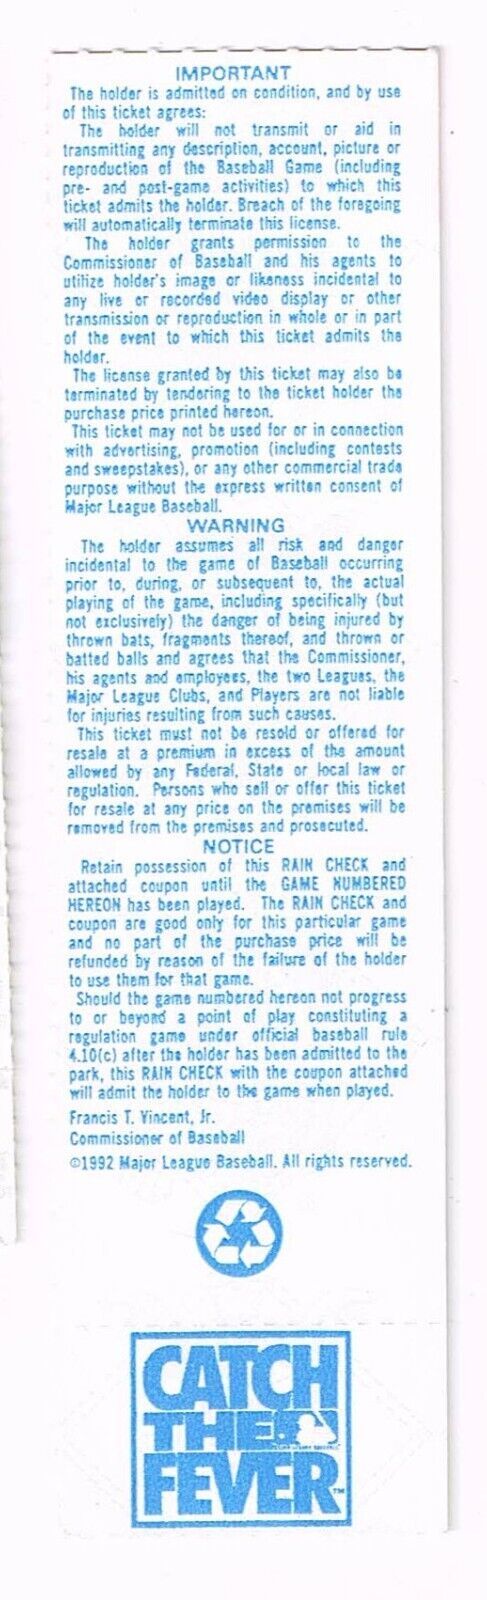 IMPORTANT
The holder is admitted on condition, and by use
of this ticket agrees:
The holder will not transmit or aid in
transmitting any description, account, picture or
reproduction of the Baseball Game (including
pre- and post-game activities) to which this
ticket admits the holder. Breach of the foregoing
will automatically terminate this license.
The holder grants permission to the
Commissioner of Baseball and his agents to
utilize holder's image or likeness incidental to
any live or recorded video display or other
transmission or reproduction in whole or in part
of the event to which this ticket admits the
holder.
The license granted by this ticket may also be
terminated by tendering to the ticket holder the
purchase price printed hereon.
This ticket may not be used for or in connection
with advertising, promotion (including contests
and sweepstakes), or any other commercial trade
purpose without the express written consent of
Major League Baseball.
WARNING
The holder assumes all risk and danger
incidental to the game of Baseball occurring
prior to, during, or subsequent to, the actual
playing of the game, including specifically (but
not exclusively) the danger of being injured by
thrown bats, fragments thereof, and thrown or
batted balls and agrees that the Commissioner,
his agents and employees, the two Leagues, the
Major League Clubs, and Players are not liable
for injuries resulting from such causes.
This ticket must not be resold or offered for
resale at a premium in excess of the amount
allowed by any Federal, State or local law or
regulation. Persons who sell or offer this ticket
for resale at any price on the premises will be
removed from the premises and prosecuted.
NOTICE
Retain possession of this RAIN CHECK and
attached coupon until the GAME NUMBERED
HEREON has been played. The RAIN CHECK and
coupon are good only for this particular game
and no part of the purchase price will be
refunded by reason of the failure of the holder
to use them for that game.
Should the game numbered hereon not progress
to or beyond a point of play constituting a
regulation game under official baseball rule
4.10(c) after the holder has been admitted to the
park, this RAIN CHECK with the coupon attached
will admit the holder to the game when played.
Francis T. Vincent, Jr.
Commissioner of Baseball
©1992 Major League Baseball. All rights reserved.
CATCH
THE
FEVER™